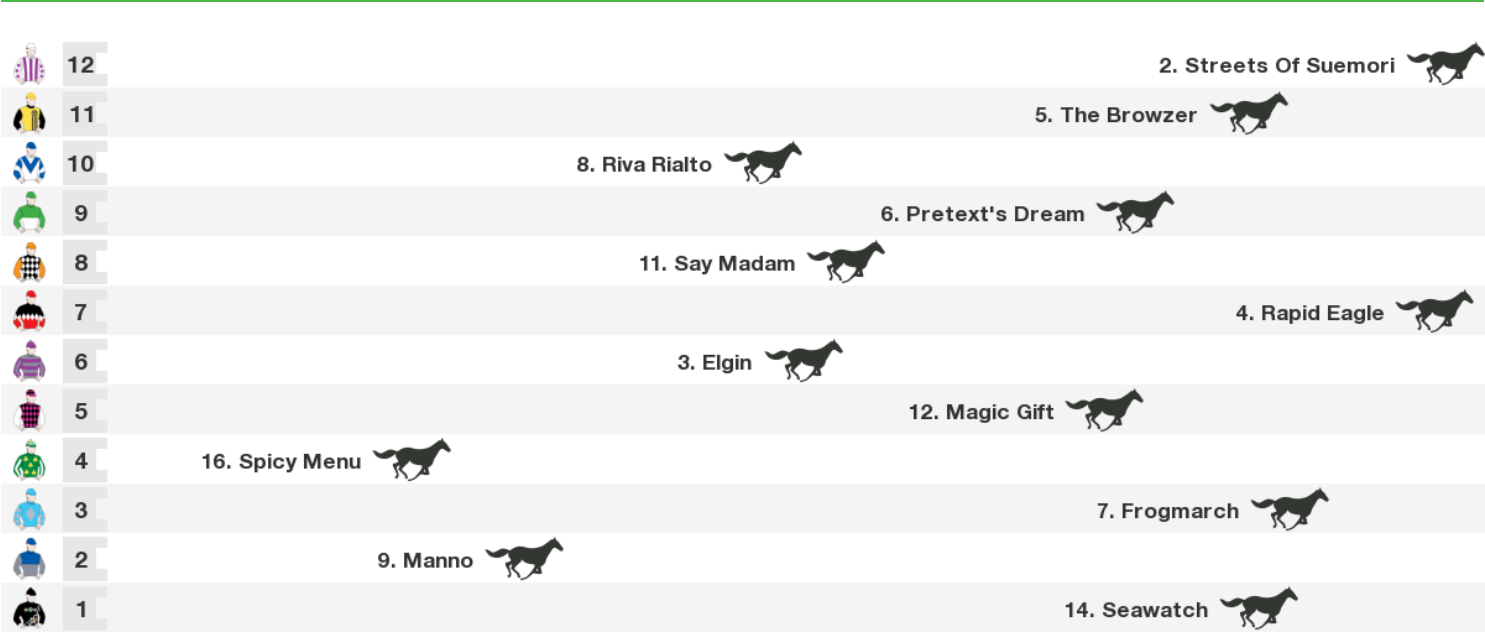 12 2. Streets Of Suemori
11 5. The Browzer
10 8. Riva Rialto
9 6. Pretext's Dream
8 11. Say Madam
7 4. Rapid Eagle
6 3. Elgin
5 12. Magic Gift
4 16. Spicy Menu
3 7. Frogmarch
2 9. Manno
1 14. Seawatch